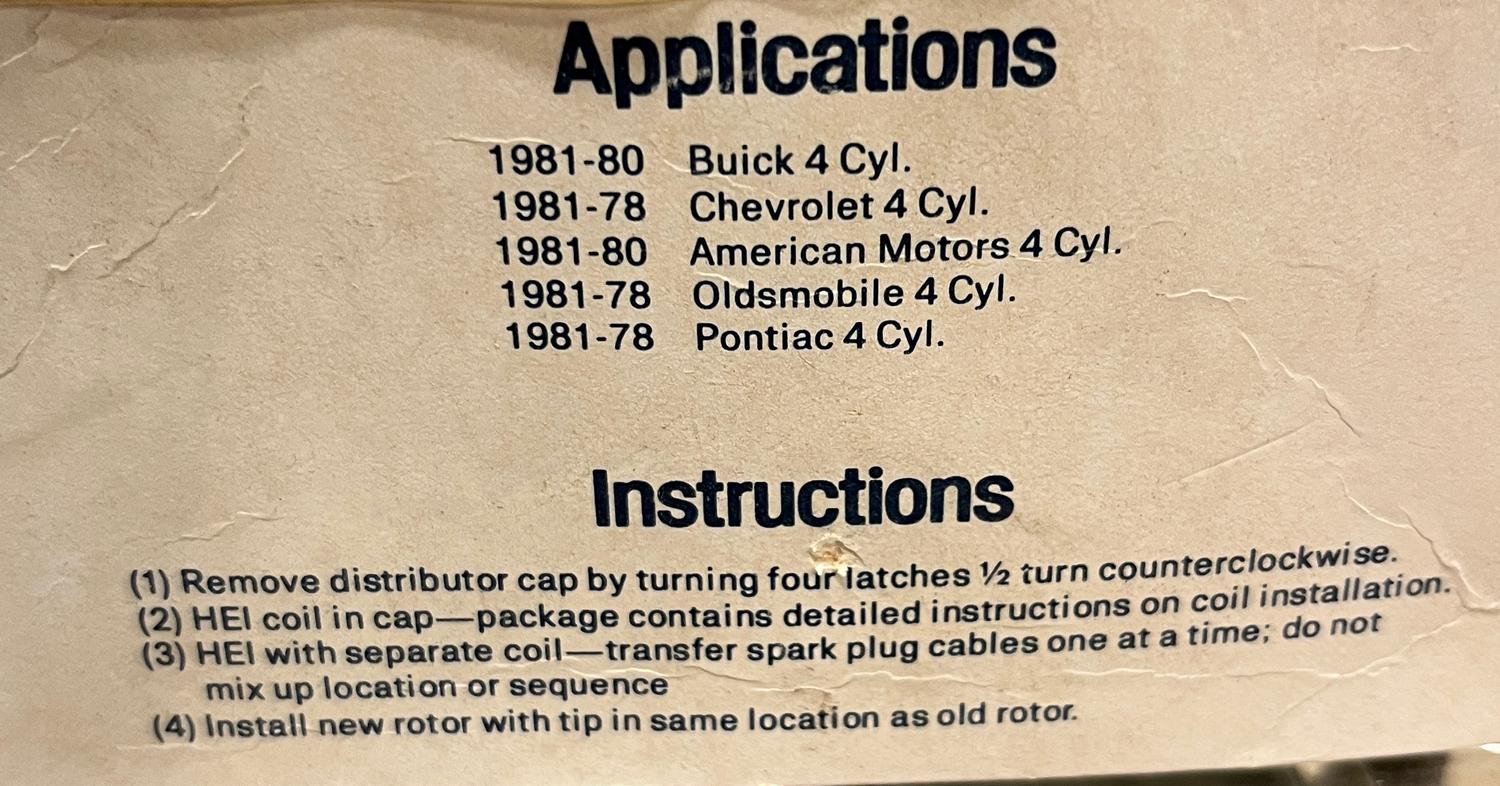 Applications
1981-80 Buick 4 Cyl.
1981-78 Chevrolet 4 Cyl.
1981-80 American Motors 4 Cyl.
1981-78 Oldsmobile 4 Cyl.
1981-78 Pontiac 4 Cyl.
Instructions
(1) Remove distributor cap by turning four latches ½ turn counterclockwise.
(2) HEI coil in cap—package contains detailed instructions on coil installation.
(3) HEI with separate coil—transfer spark plug cables one at a time; do not
mix up location or sequence
(4) Install new rotor with tip in same location as old rotor.